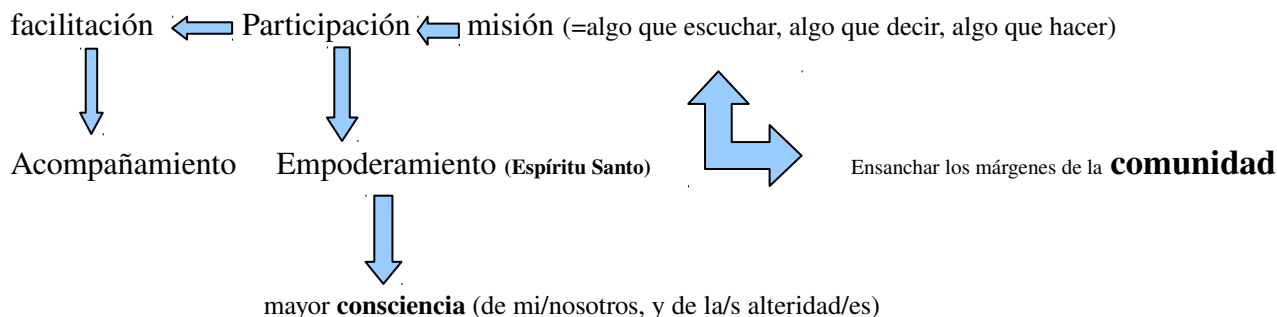 facilitación Participación misión (=algo que escuchar, algo que decir, algo que hacer)
Acompañamiento Empoderamiento (Espíritu Santo) Ensanchar los márgenes de la comunidad
mayor consciencia (de mi/nosotros, y de la/s alteridad/es)